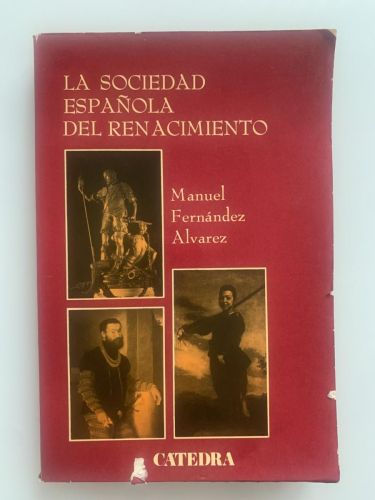 LA SOCIEDAD
ESPAÑOLA
DEL RENACIMIENTO
Manuel
Fernández
Alvarez
CATEDRA